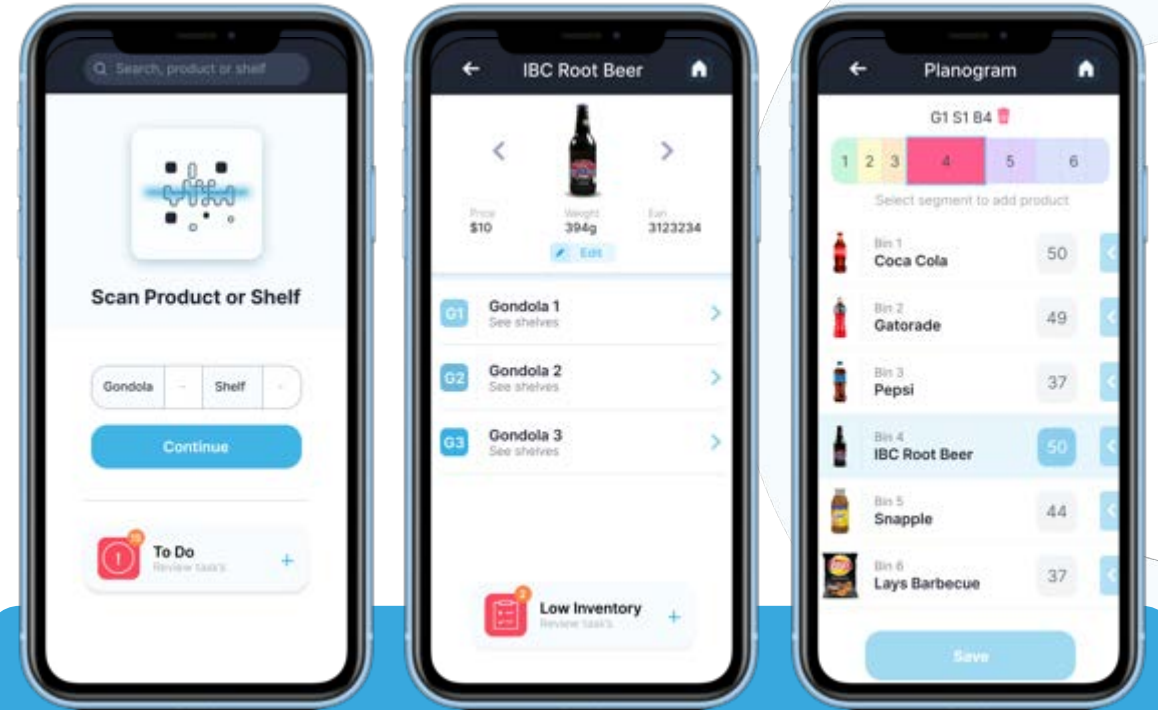 Search, product or shelf
Scan Product or Shelf
Gondola - Shelf -
Continue
To Do
Review task's
IBC Root Beer
Price Weight Ean
$10 394g 3123234
Edit
G1 Gondola 1
See shelves
G2 Gondola 2
See shelves
G3 Gondola 3
See shelves
2
Low Inventory
Review task's
Planogram
G1 S1 B4
1 2 3 4 5 6
Select segment to add product
Bin 1
Coca Cola 50
Bin 2
Gatorade 49
Bin 3
Pepsi 37
Bin 4
IBC Root Beer 50
Bin 5
Snapple 44
Bin 6
Lays Barbecue 37
Save